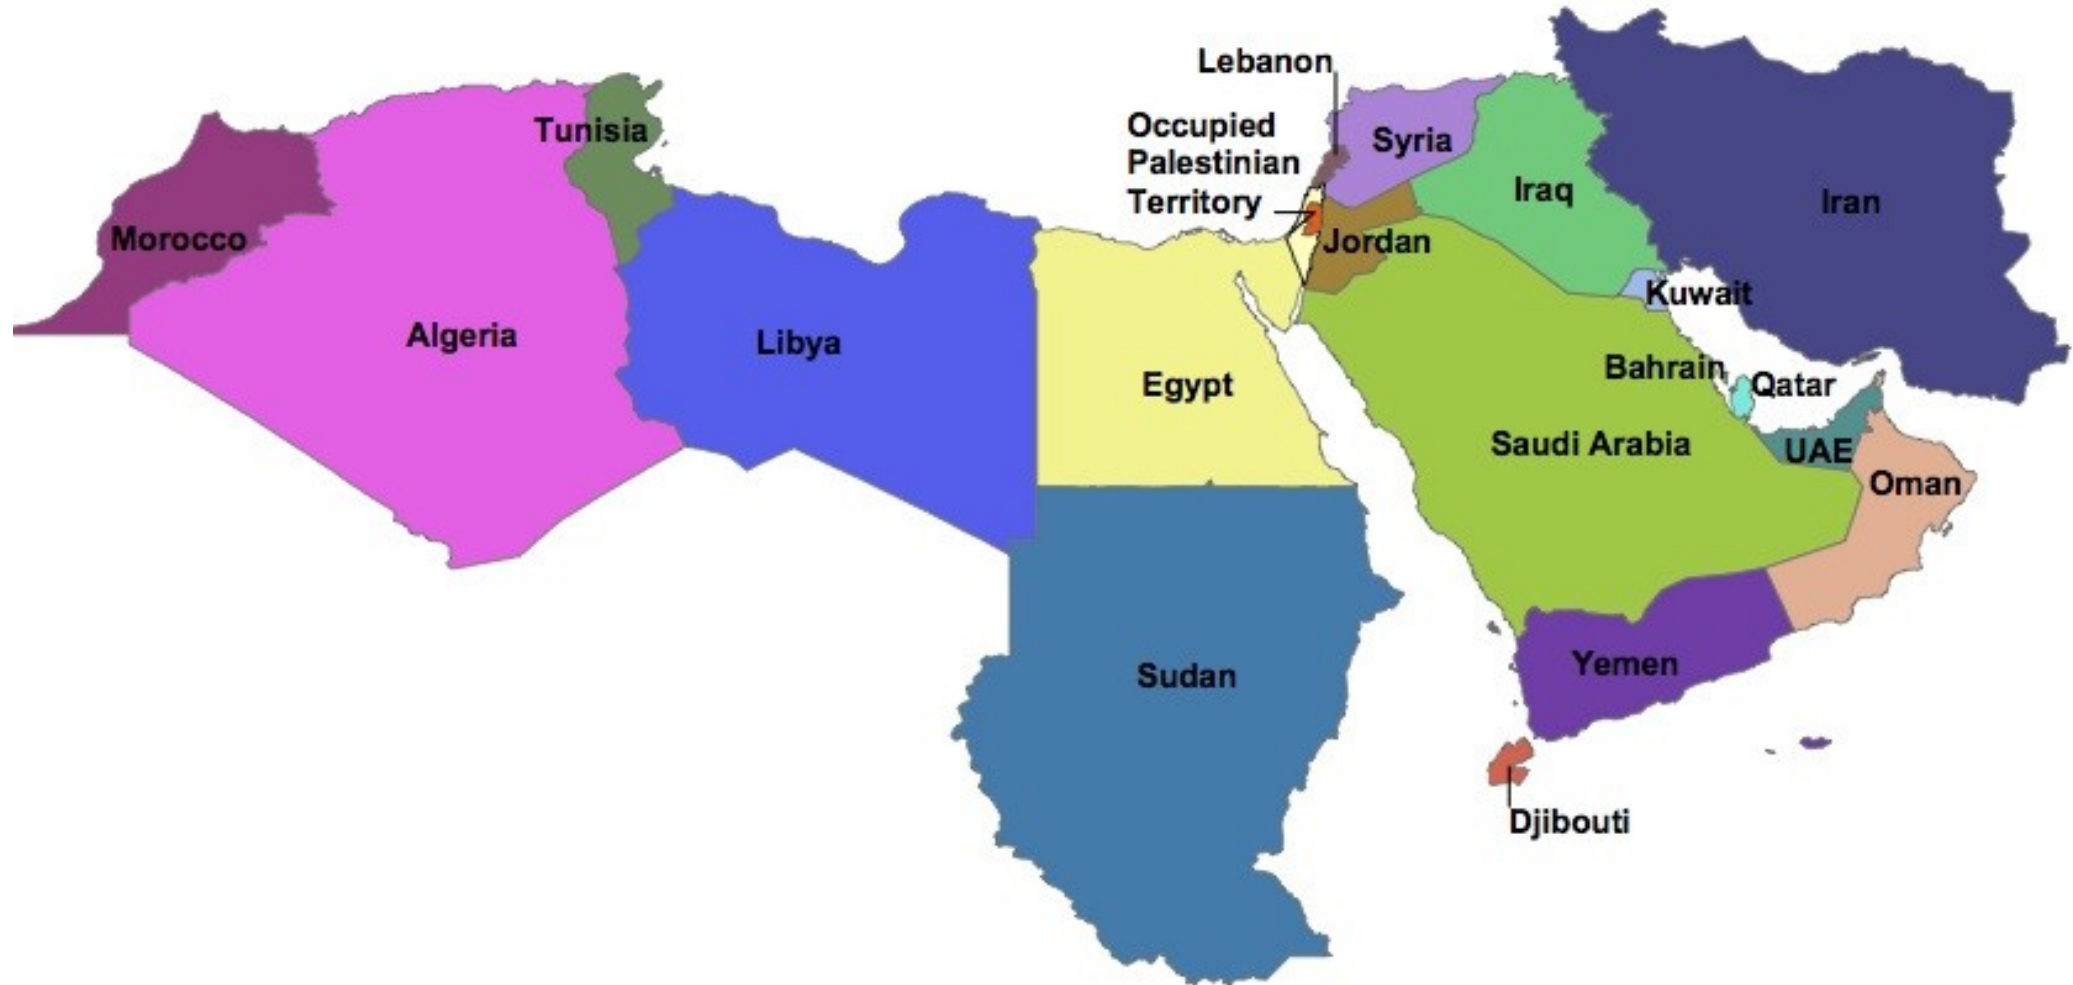 Lebanon
Occupied
Palestinian
Territory
Tunisia
Syria
Iraq
Iran
Morocco
Jordan
Kuwait
Algeria
Libya
Egypt
Bahrain
Qatar
Saudi Arabia
UAE
Oman
Sudan
Yemen
Djibouti